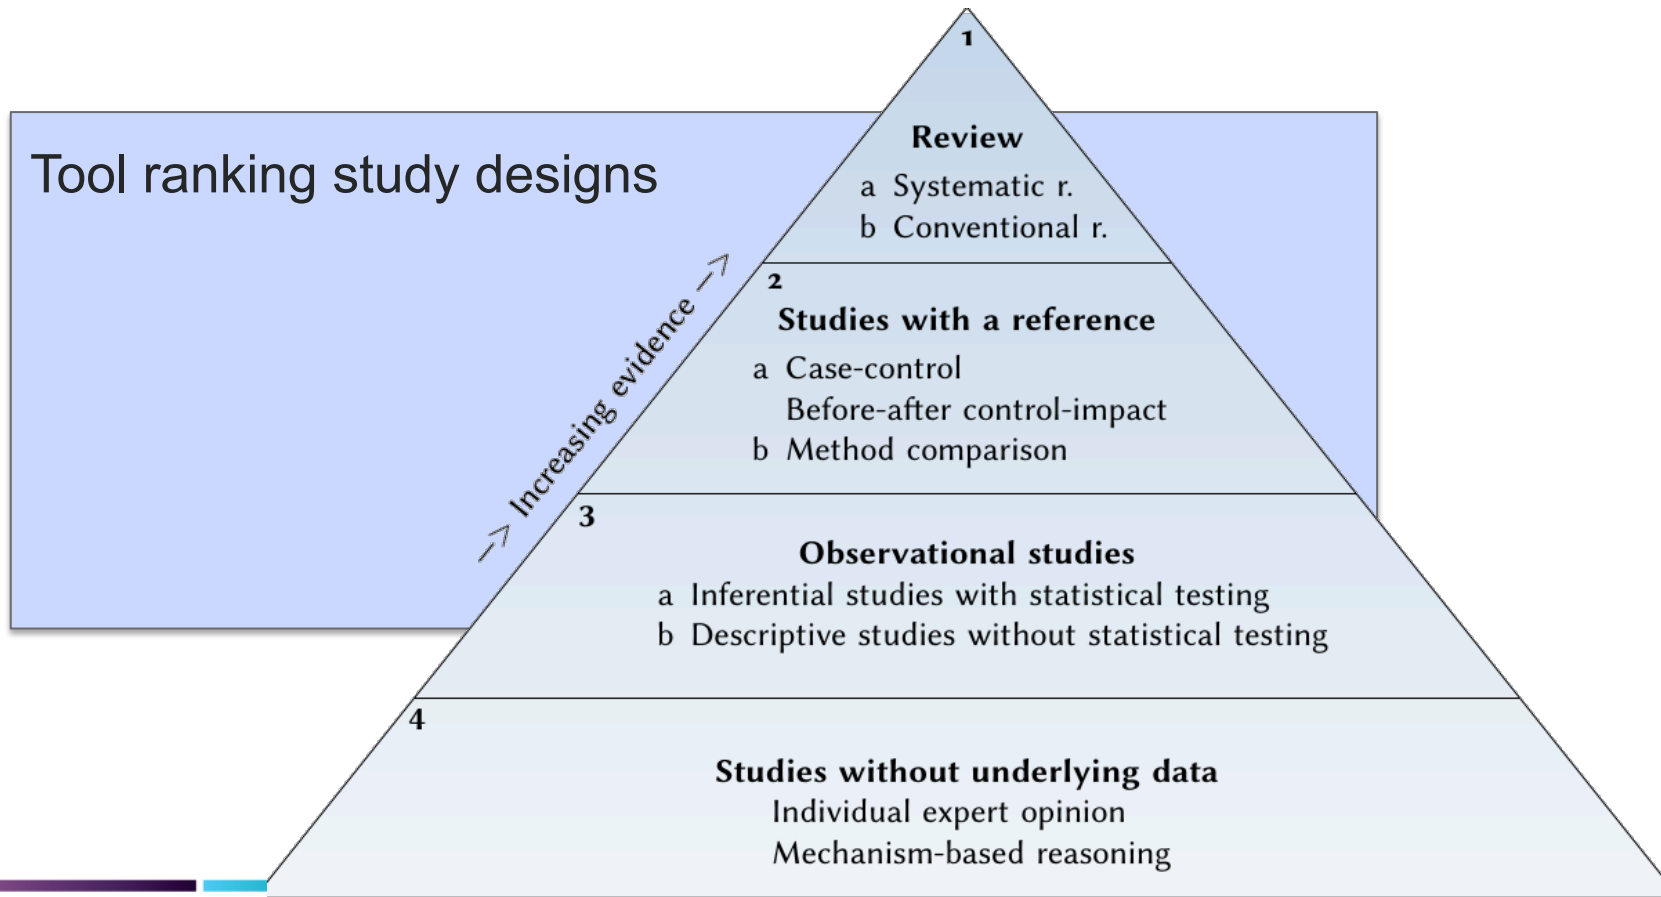 Tool ranking study designs
--> Increasing evidence -->
1
Review
a Systematic r.
b Conventional r.
2
Studies with a reference
a Case-control
Before-after control-impact
b Method comparison
3
Observational studies
a Inferential studies with statistical testing
b Descriptive studies without statistical testing
4
Studies without underlying data
Individual expert opinion
Mechanism-based reasoning